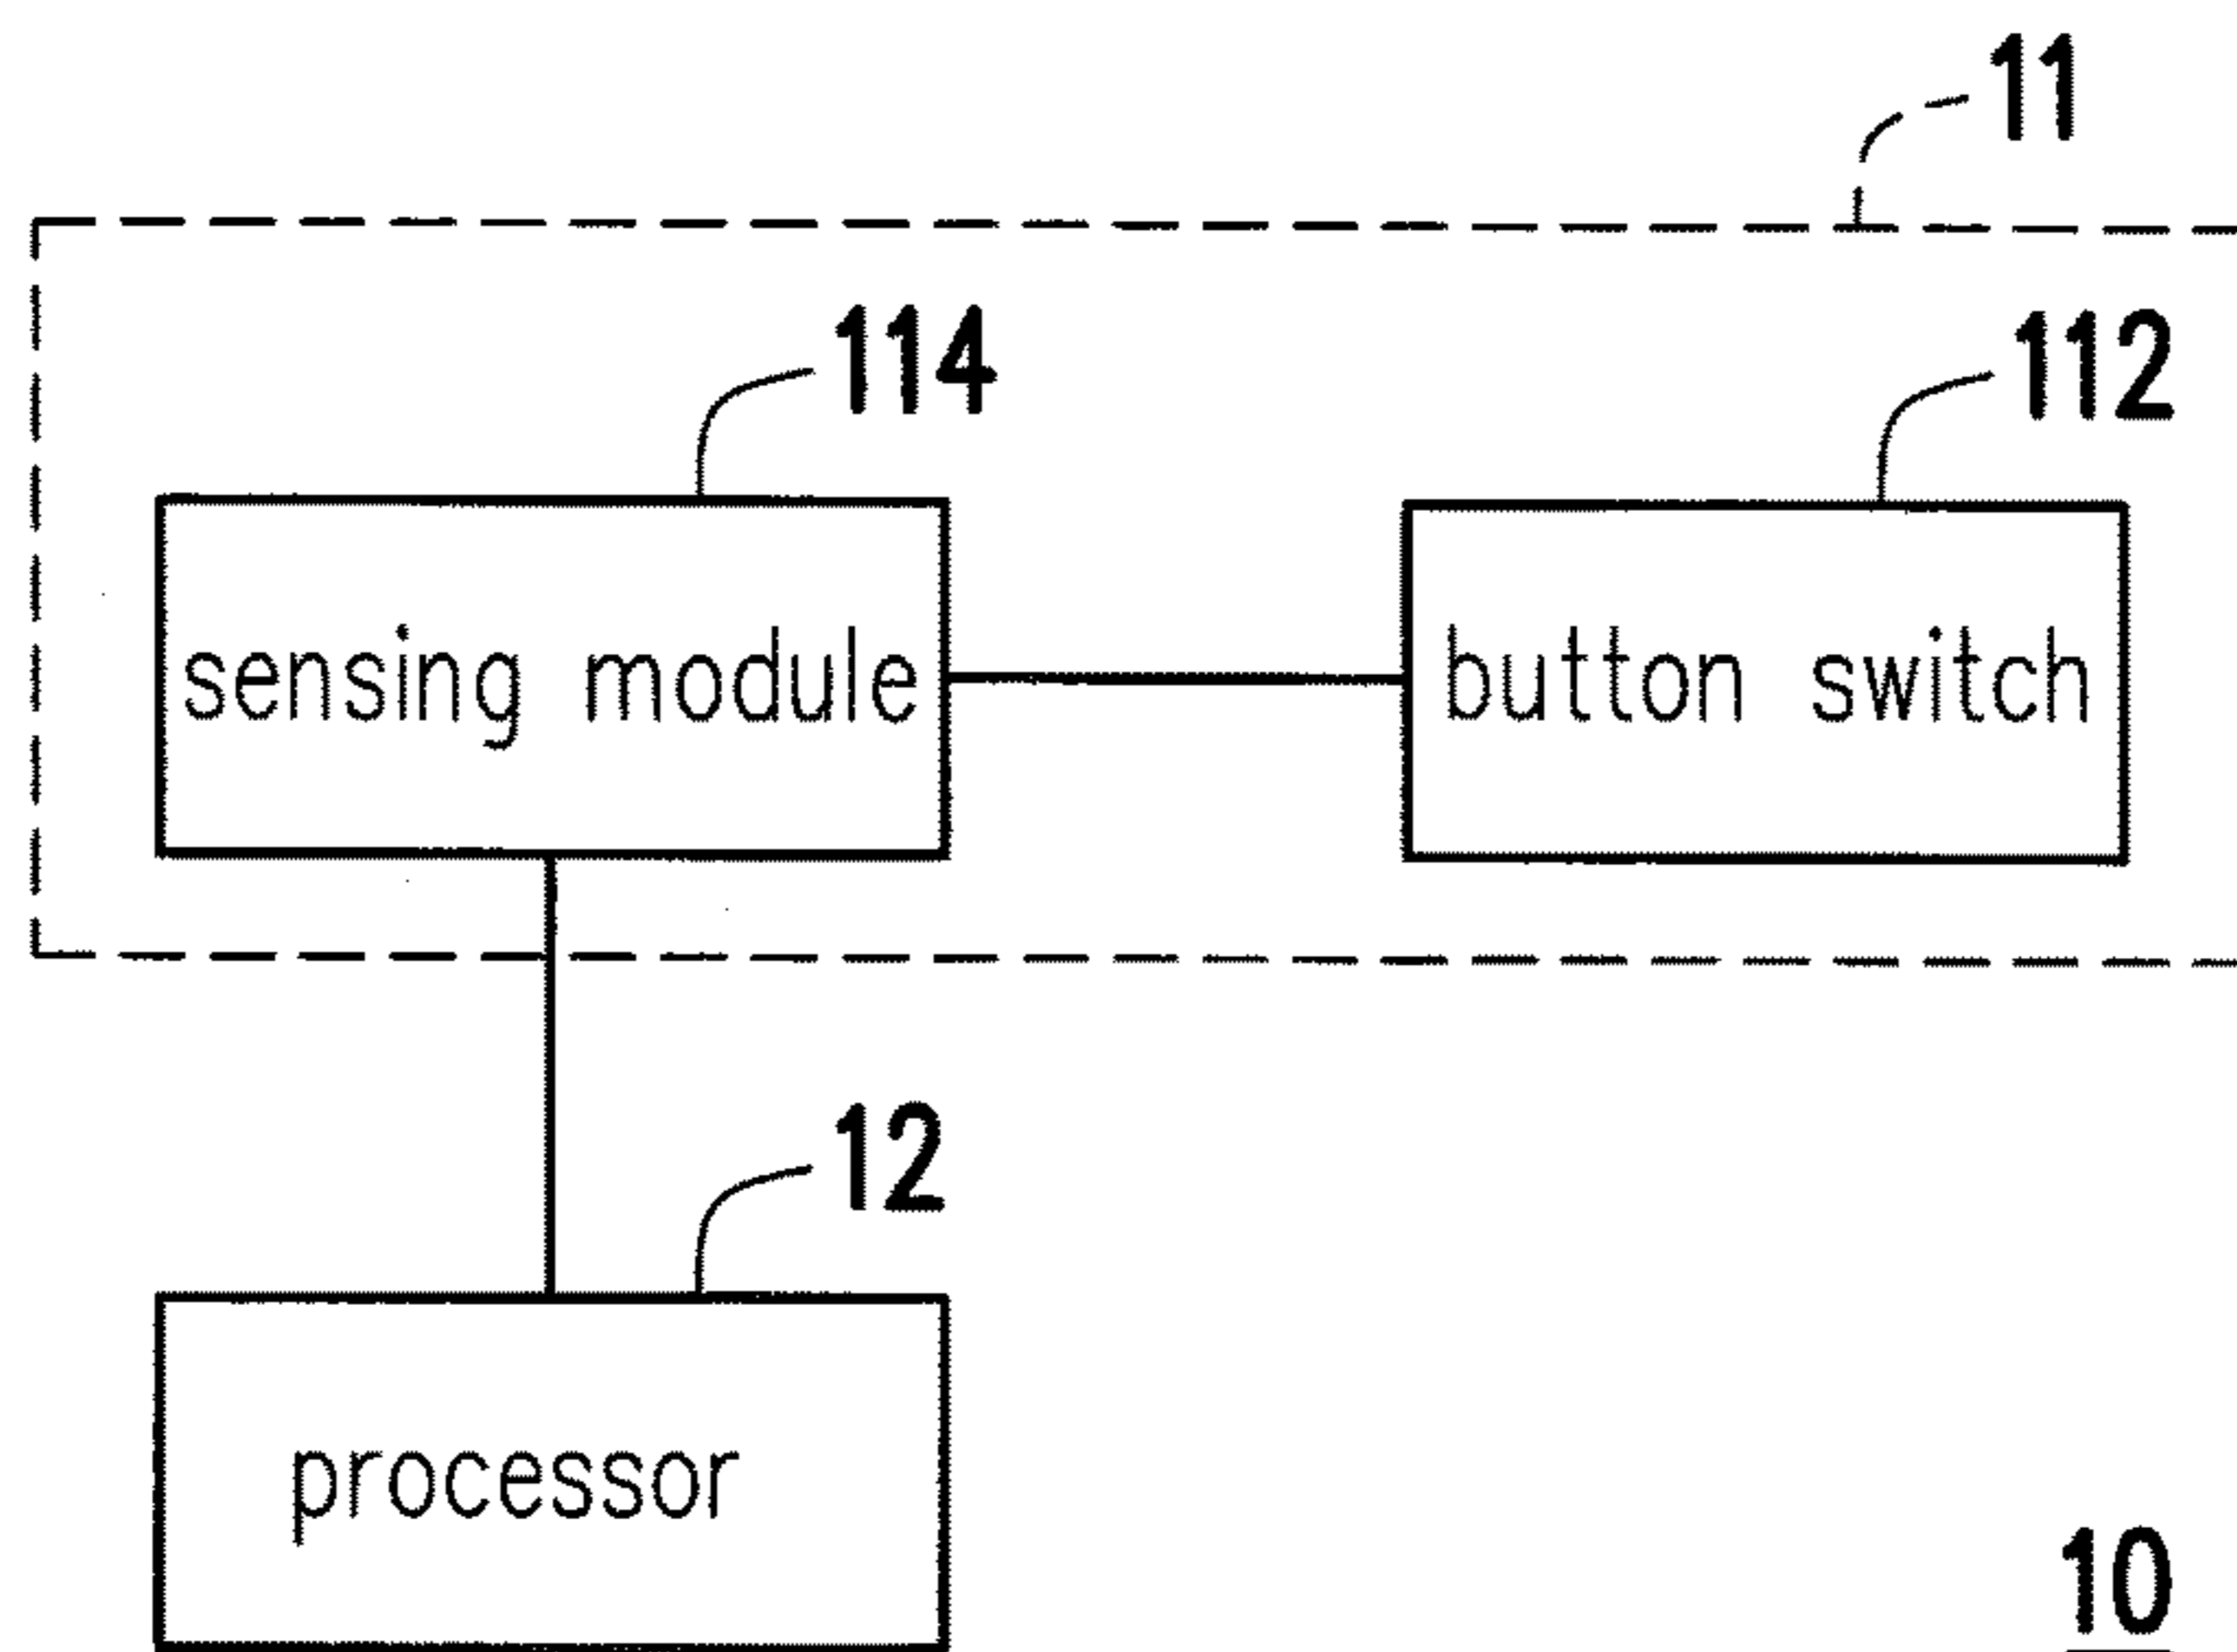 11
114
112
sensing module
button switch
12
processor
10